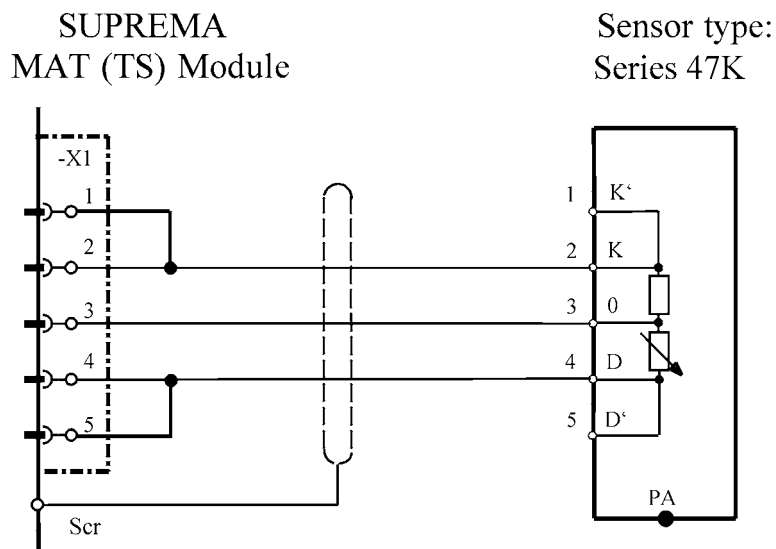 SUPREMA
MAT (TS) Module
Sensor type:
Series 47K
-X1
1
2
3
4
5
Scr
1 K‘
2 K
3 0
4 D
5 D‘
PA